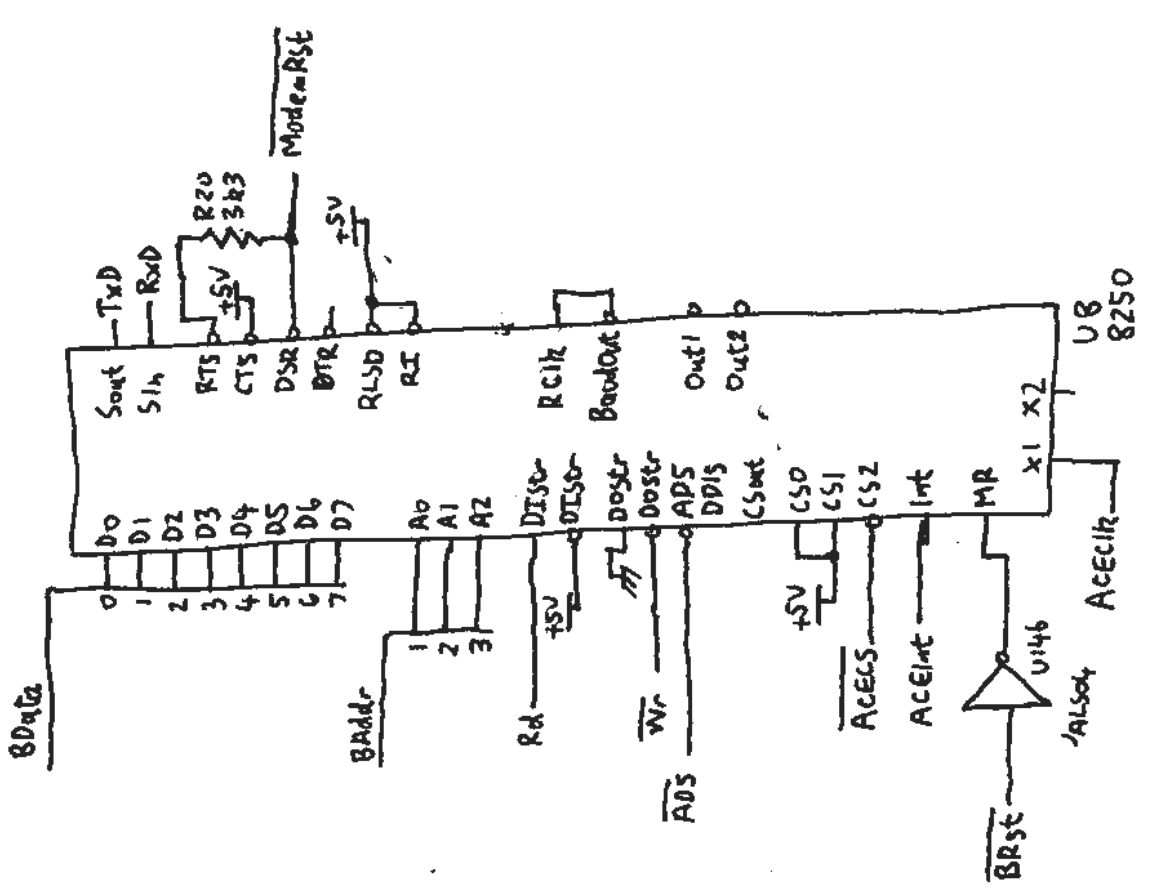 BData
0
1
2
3
4
5
6
7
D0
D1
D2
D3
D4
D5
D6
D7
BAddr
1
2
3
A0
A1
A2
Rd
DIStr
+5V
DIStr
DOStr
Wr
DOStr
ADS
ADS
DDIS
CSout
+5V
CS0
CS1
ACECS
CS2
ACEInt
Int
BRst
'ALS04
U14b
MR
ACEClk
X1
X2
Sout
TxD
SIn
RxD
RTS
R20
3k3
CTS
+5V
DSR
ModemRst
DTR
RLSD
+5V
RI
RClk
BaudOut
Out1
Out2
U8
8250